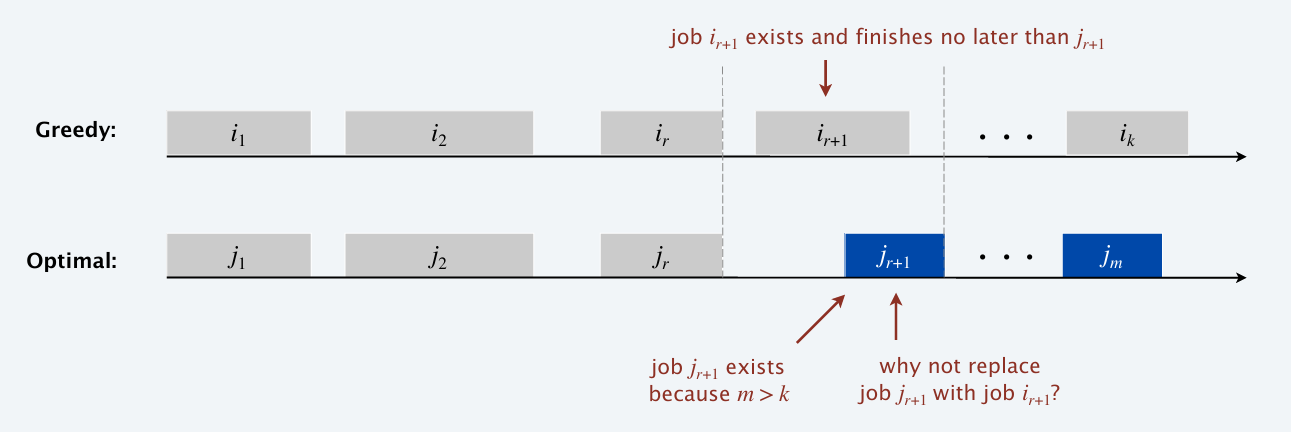 job i_{r+1} exists and finishes no later than j_{r+1}
Greedy: i_1 i_2 i_r i_{r+1} . . . i_k
Optimal: j_1 j_2 j_r j_{r+1} . . . j_m
job j_{r+1} exists
because m > k
why not replace
job j_{r+1} with job i_{r+1}?